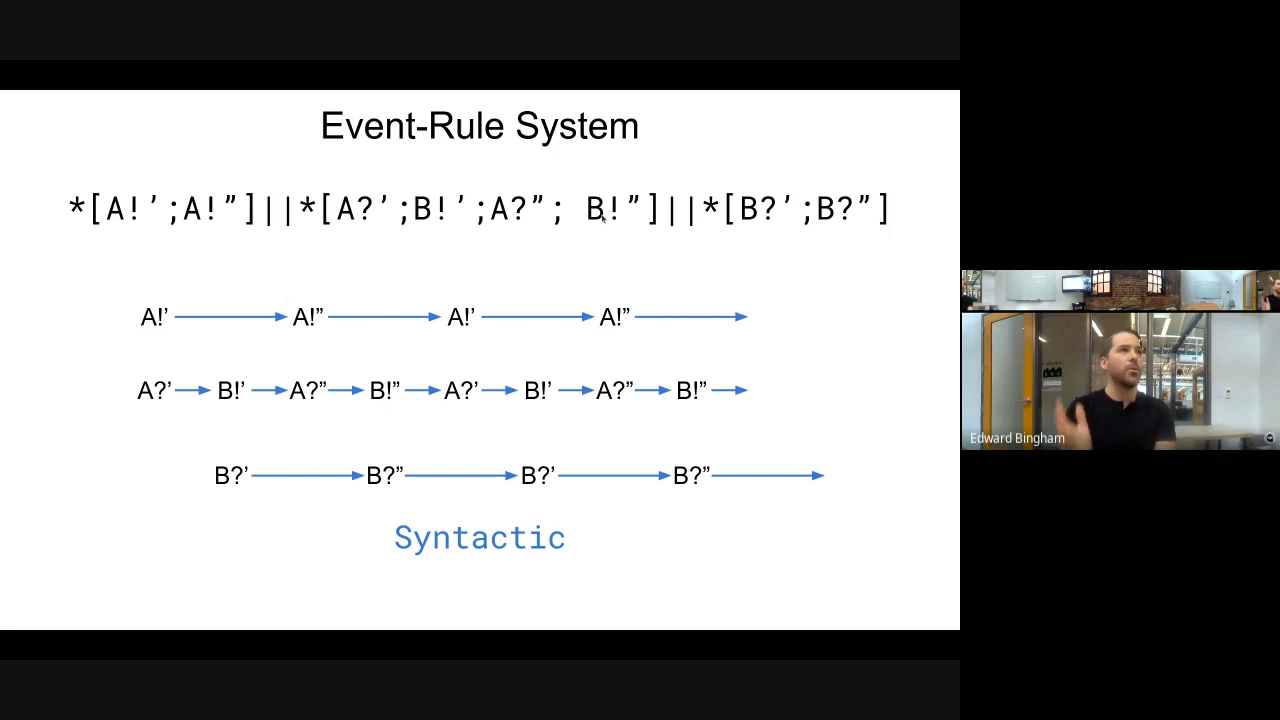 Event-Rule System
*[A!’;A!”]||*[A?’;B!’;A?”; B!”]||*[B?’;B?”]
A!’ A!” A!’ A!”
A?’ B!’ A?” B!” A?’ B!’ A?” B!”
B?’ B?” B?’ B?”
Syntactic
Edward Bingham